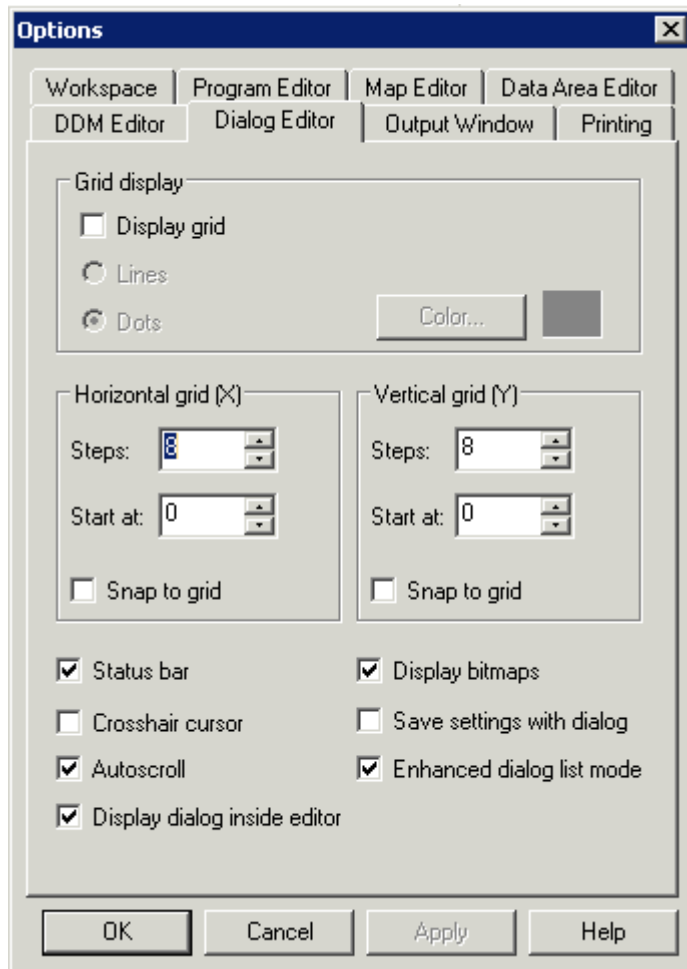 Options
Workspace Program Editor Map Editor Data Area Editor
DDM Editor Dialog Editor Output Window Printing
Grid display
Display grid
Lines
Dots Color...
Horizontal grid (X) Vertical grid (Y)
Steps: 8 Steps: 8
Start at: 0 Start at: 0
Snap to grid Snap to grid
Status bar Display bitmaps
Crosshair cursor Save settings with dialog
Autoscroll Enhanced dialog list mode
Display dialog inside editor
OK Cancel Apply Help